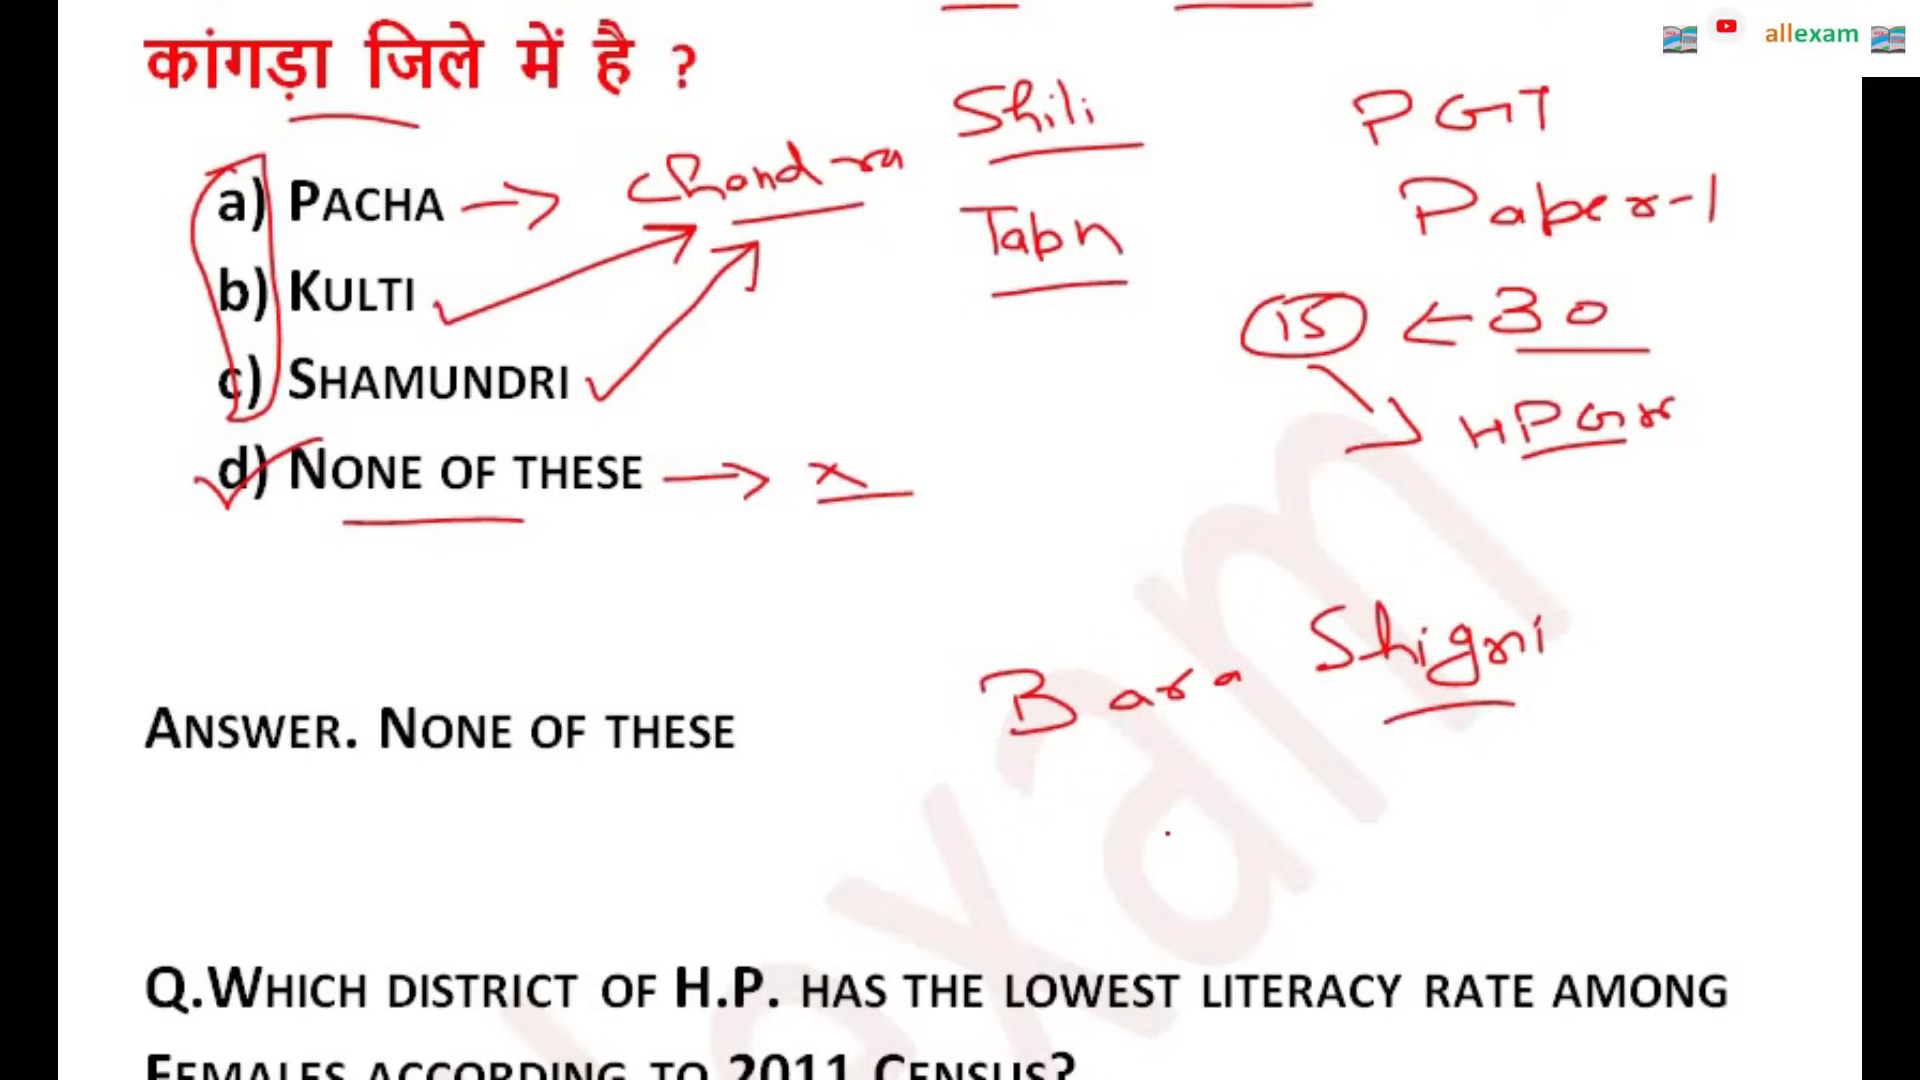 allexam
कांगड़ा जिले में है ?
a) PACHA → Chandra
b) KULTI
c) SHAMUNDRI
d) NONE OF THESE → x
Shili
Tabn
PGT
Paper-1
15 ← 30
HPGK
Bara Shigri
ANSWER. NONE OF THESE
Q.WHICH DISTRICT OF H.P. HAS THE LOWEST LITERACY RATE AMONG
FEMALES ACCORDING TO 2011 CENSUS?